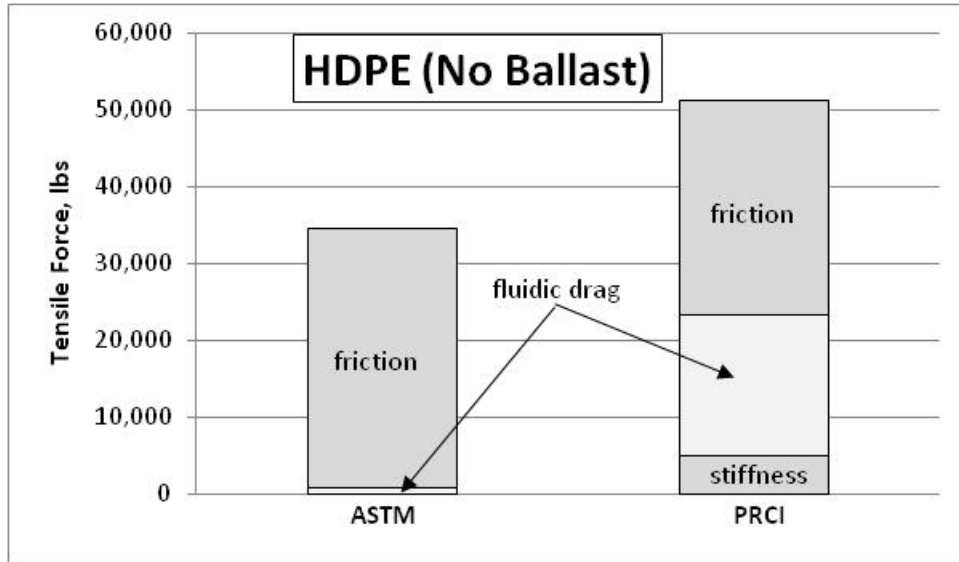 HDPE (No Ballast)
Tensile Force, lbs
60,000
50,000
40,000
30,000
20,000
10,000
0
friction
fluidic drag
friction
stiffness
ASTM
PRCI